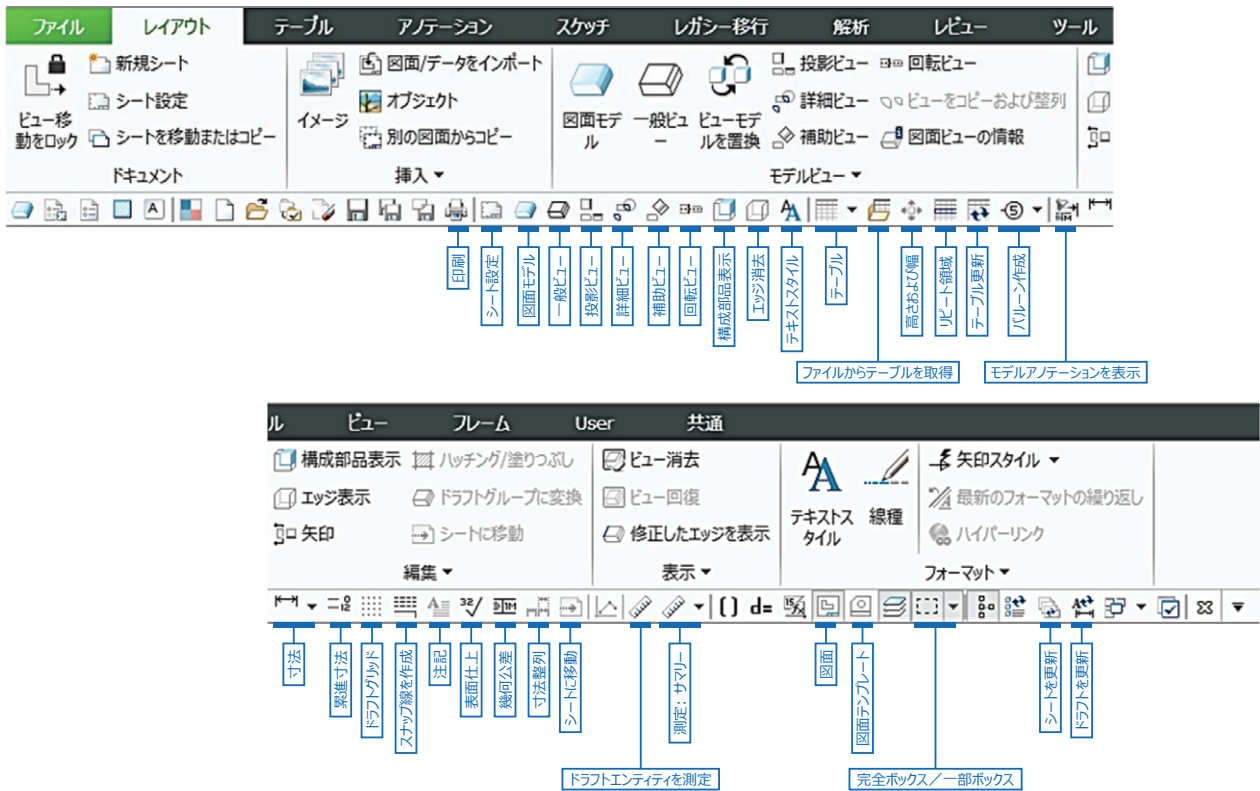 ファイル レイアウト テーブル アノテーション スケッチ レガシー移行 解析 レビュー ツール
新規シート
シート設定
シートを移動またはコピー
ビュー移
動をロック
ドキュメント
イメージ
図面/データをインポート
オブジェクト
別の図面からコピー
挿入
図面モデ
ル
一般ビュ
ー
ビューモデ
ルを置換
投影ビュー
詳細ビュー
補助ビュー
回転ビュー
ビューをコピーおよび整列
図面ビューの情報
モデルビュー
印刷
シート設定
図面モデル
一般ビュー
投影ビュー
詳細ビュー
補助ビュー
回転ビュー
構成部品表示
エッジ消去
テキストスタイル
テーブル
ファイルからテーブルを取得
高さおよび幅
リピート領域
テーブル更新
バルーン作成
モデルアノテーションを表示
ル ビュー フレーム User 共通
構成部品表示
エッジ表示
矢印
ハッチング/塗りつぶし
ドラフトグループに変換
シートに移動
編集
ビュー消去
ビュー回復
修正したエッジを表示
表示
テキストス
タイル
線種
矢印スタイル
最新のフォーマットの繰り返し
ハイパーリンク
フォーマット
寸法
累進寸法
ドラフトグリッド
スナップ線を作成
注記
表面仕上
幾何公差
寸法整列
シートに移動
ドラフトエンティティを測定
測定：サマリー
図面
図面テンプレート
完全ボックス／一部ボックス
シートを更新
ドラフトを更新